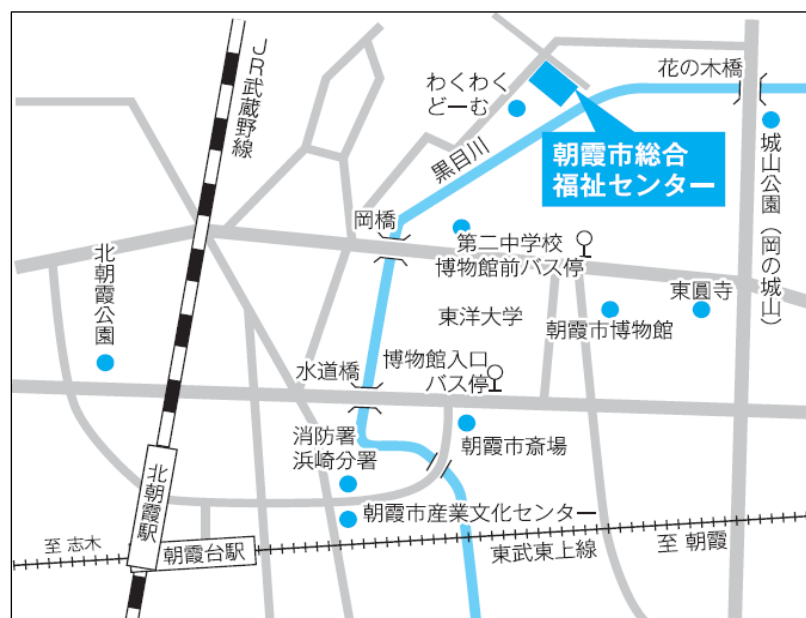 JR武蔵野線
わくわく
どーむ
花の木橋
黒目川
朝霞市総合
福祉センター
城山公園(岡の城山)
岡橋
北朝霞公園
第二中学校
博物館前バス停
東圓寺
東洋大学
朝霞市博物館
水道橋
博物館入口
バス停
消防署
浜崎分署
朝霞市斎場
北朝霞駅
朝霞市産業文化センター
至 志木
朝霞台駅
東武東上線
至 朝霞